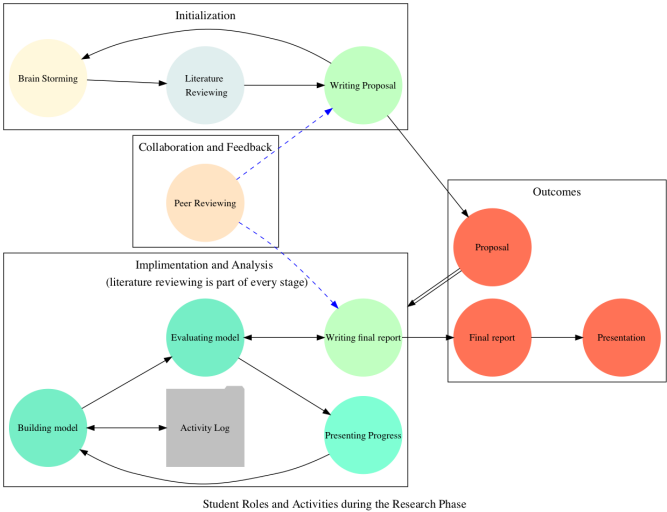 Initialization
Brain Storming
Literature
Reviewing
Writing Proposal
Collaboration and Feedback
Peer Reviewing
Outcomes
Proposal
Final report
Presentation
Implimentation and Analysis
(literature reviewing is part of every stage)
Evaluating model
Writing final report
Building model
Activity Log
Presenting Progress
Student Roles and Activities during the Research Phase